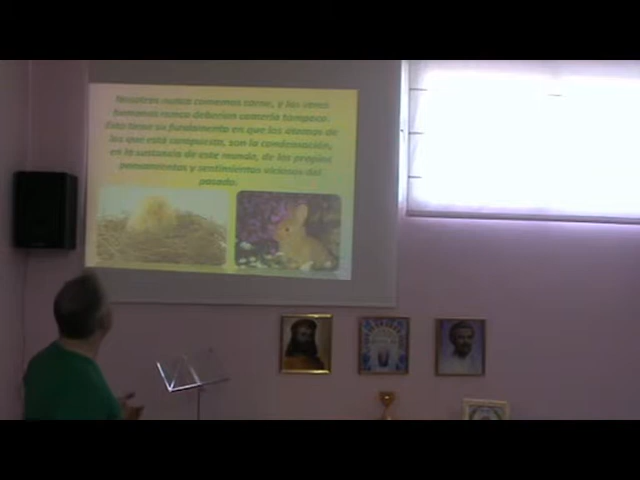 Nosotros nunca comemos carne, y los seres
humanos nunca deberían comerla tampoco.
Esto tiene su fundamento en que los átomos de
los que está compuesta, son la condensación,
en la sustancia de este mundo, de los propios
pensamientos y sentimientos viciosos del
pasado.